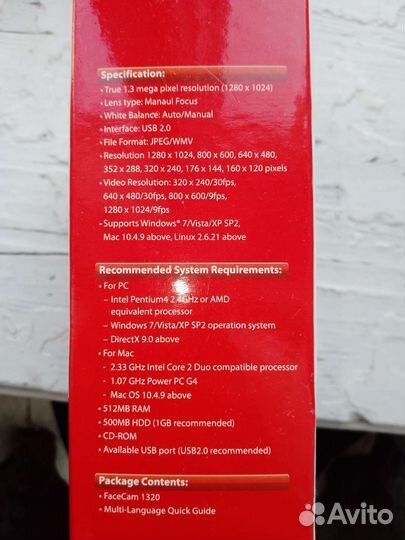 Specification:
• True 1.3 mega pixel resolution (1280 x 1024)
• Lens type: Manaul Focus
• White Balance: Auto/Manual
• Interface: USB 2.0
• File Format: JPEG/WMV
• Resolution 1280 x 1024, 800 x 600, 640 x 480,
352 x 288, 320 x 240, 176 x 144, 160 x 120 pixels
• Video Resolution: 320 x 240/30fps,
640 x 480/30fps, 800 x 600/9fps,
1280 x 1024/9fps
• Supports Windows® 7/Vista/XP SP2,
Mac 10.4.9 above, Linux 2.6.21 above
Recommended System Requirements:
• For PC
– Intel Pentium4 2.4GHz or AMD
equivalent processor
– Windows 7/Vista/XP SP2 operation system
– DirectX 9.0 above
• For Mac
– 2.33 GHz Intel Core 2 Duo compatible processor
– 1.07 GHz Power PC G4
– Mac OS 10.4.9 above
• 512MB RAM
• 500MB HDD (1GB recommended)
• CD-ROM
• Available USB port (USB2.0 recommended)
Package Contents:
• FaceCam 1320
• Multi-Language Quick Guide
Avito